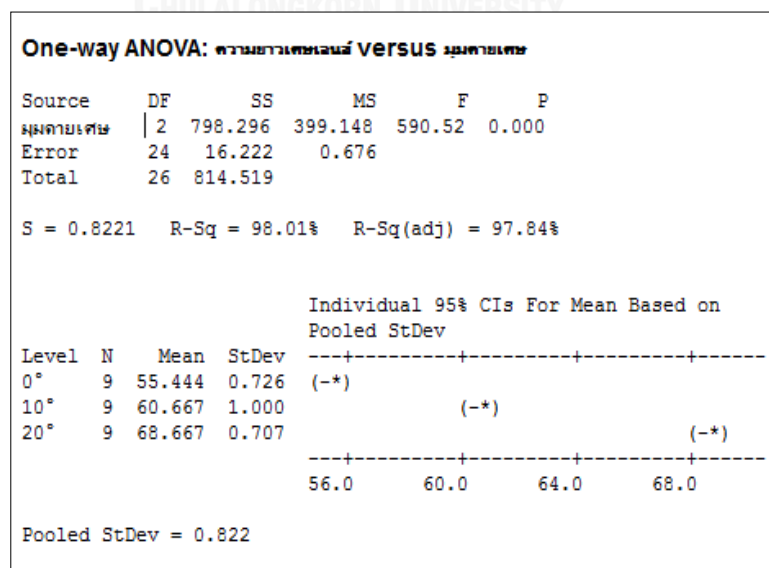 CHULALONGKORN UNIVERSITY
One-way ANOVA: versus มุมคายเศษ
Source DF SS MS F P
มุมคายเศษ 2 798.296 399.148 590.52 0.000
Error 24 16.222 0.676
Total 26 814.519
S = 0.8221 R-Sq = 98.01% R-Sq(adj) = 97.84%
Individual 95% CIs For Mean Based on
Pooled StDev
Level N Mean StDev ---+---------+---------+---------+------
0° 9 55.444 0.726 (-*)
10° 9 60.667 1.000 (-*)
20° 9 68.667 0.707 (-*)
---+---------+---------+---------+------
56.0 60.0 64.0 68.0
Pooled StDev = 0.822